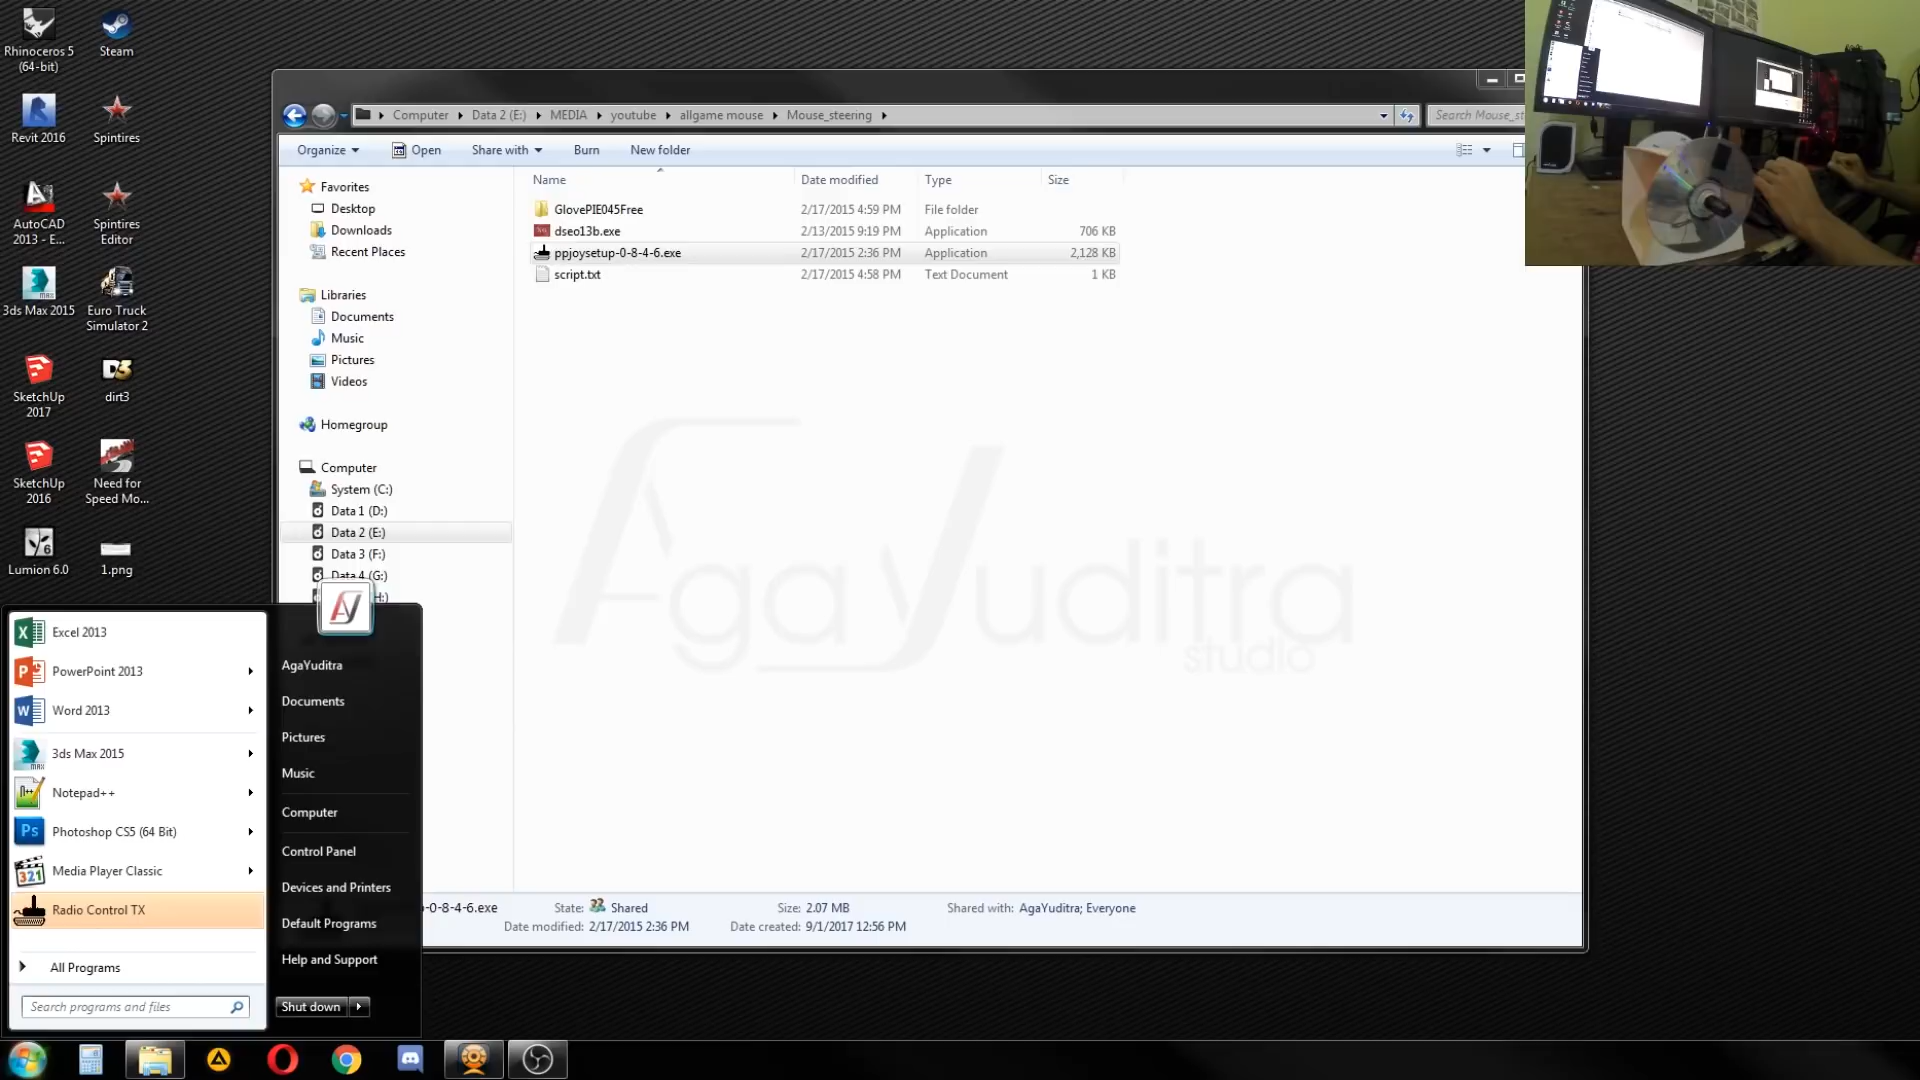 Rhinoceros 5
(64-bit)
Steam
Revit 2016
Spintires
AutoCAD
2013 - E...
Spintires
Editor
3ds Max 2015
Euro Truck
Simulator 2
SketchUp
2017
dirt3
SketchUp
2016
Need for
Speed Mo...
Lumion 6.0
1.png
Computer
Data 2 (E:)
MEDIA
youtube
allgame mouse
Mouse_steering
Search Mouse_st
Organize
Open
Share with
Burn
New folder
Favorites
Desktop
Downloads
Recent Places
Libraries
Documents
Music
Pictures
Videos
Homegroup
Computer
System (C:)
Data 1 (D:)
Data 2 (E:)
Data 3 (F:)
Data 4 (G:)
H:)
Name Date modified Type Size
GlovePIE045Free 2/17/2015 4:59 PM File folder
dseo13b.exe 2/13/2015 9:19 PM Application 706 KB
ppjoysetup-0-8-4-6.exe 2/17/2015 2:36 PM Application 2,128 KB
script.txt 2/17/2015 4:58 PM Text Document 1 KB
AgaYuditra
studio
Excel 2013
PowerPoint 2013
Word 2013
3ds Max 2015
Notepad++
Photoshop CS5 (64 Bit)
Media Player Classic
Radio Control TX
All Programs
Search programs and files
AgaYuditra
Documents
Pictures
Music
Computer
Control Panel
Devices and Printers
Default Programs
Help and Support
Shut down
-0-8-4-6.exe State: Shared Size: 2.07 MB Shared with: AgaYuditra; Everyone
Date modified: 2/17/2015 2:36 PM Date created: 9/1/2017 12:56 PM